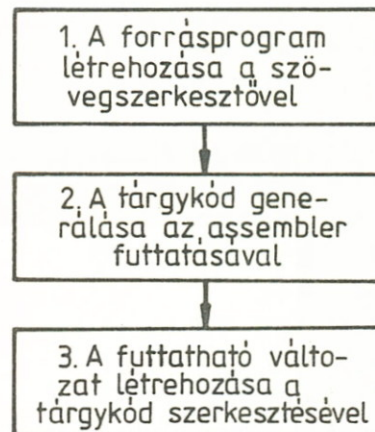 1. A forrásprogram
létrehozása a szö-
vegszerkesztővel
2. A tárgykód gene-
rálása az assembler
futtatásával
3. A futtatható válto-
zat létrehozása a
tárgykód szerkesztésével